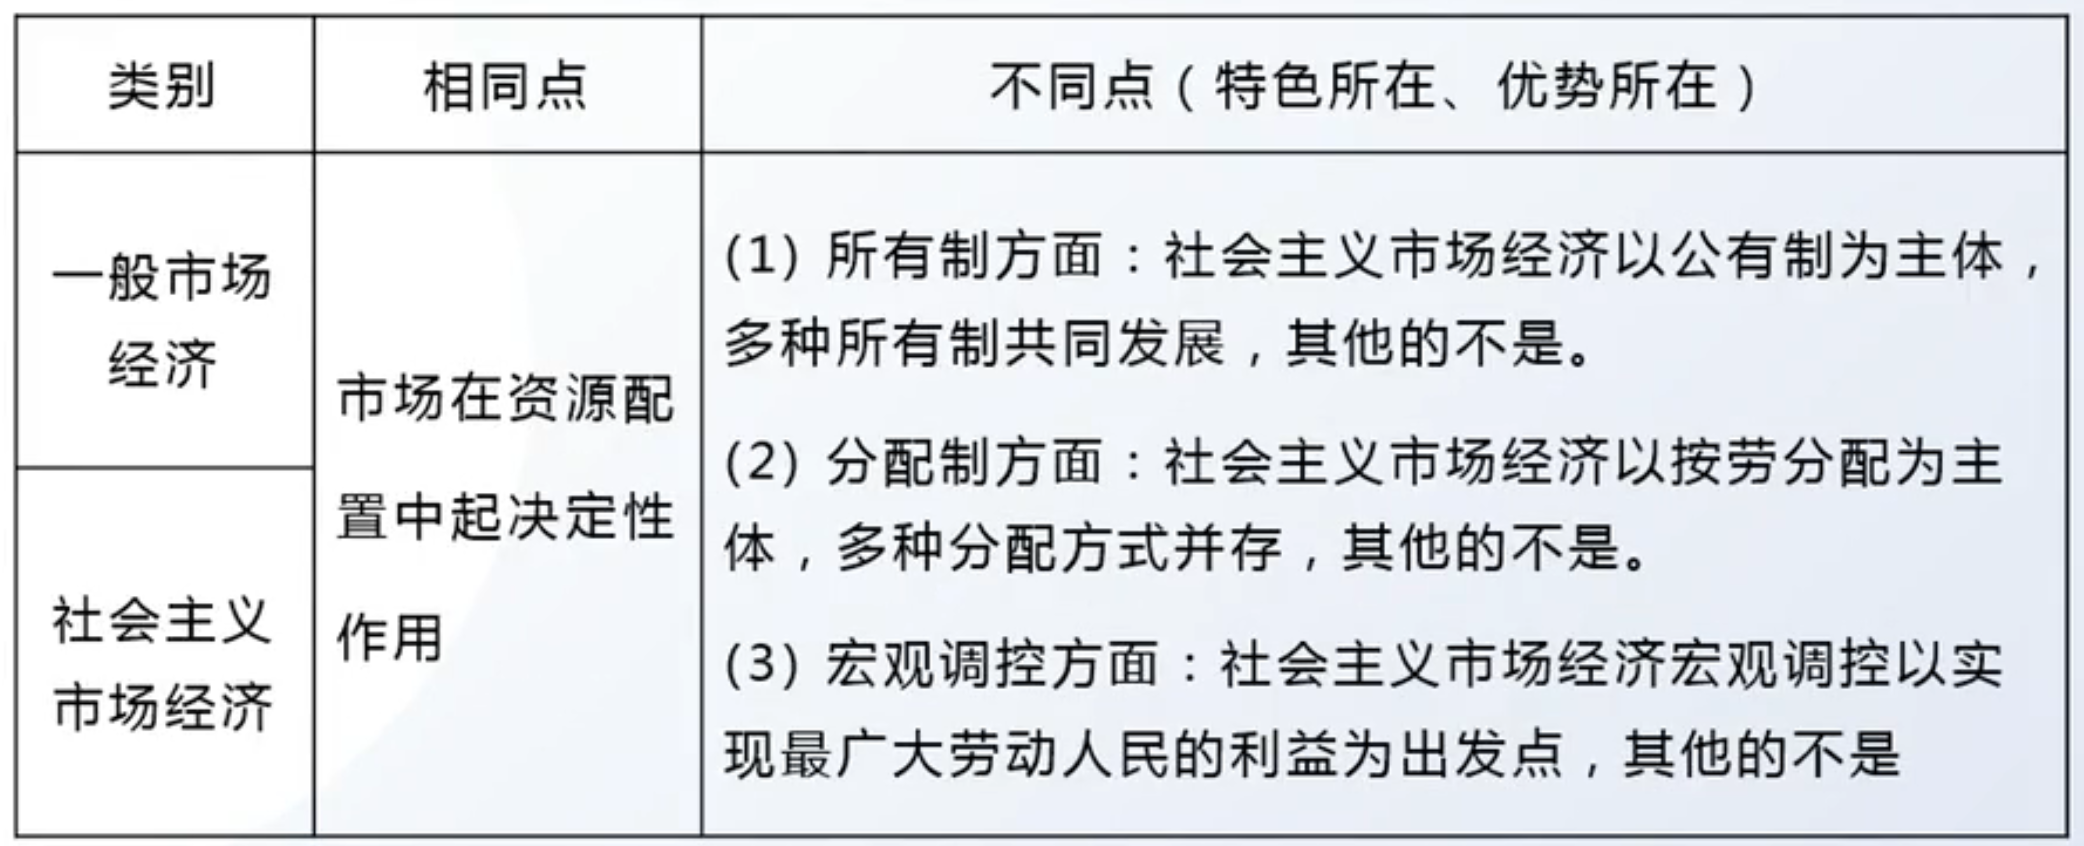 类别
相同点
不同点（特色所在、优势所在）
一般市场
经济
市场在资源配
置中起决定性
作用
(1) 所有制方面：社会主义市场经济以公有制为主体，
多种所有制共同发展，其他的不是。
(2) 分配制方面：社会主义市场经济以按劳分配为主
体，多种分配方式并存，其他的不是。
(3) 宏观调控方面：社会主义市场经济宏观调控以实
现最广大劳动人民的利益为出发点，其他的不是
社会主义
市场经济